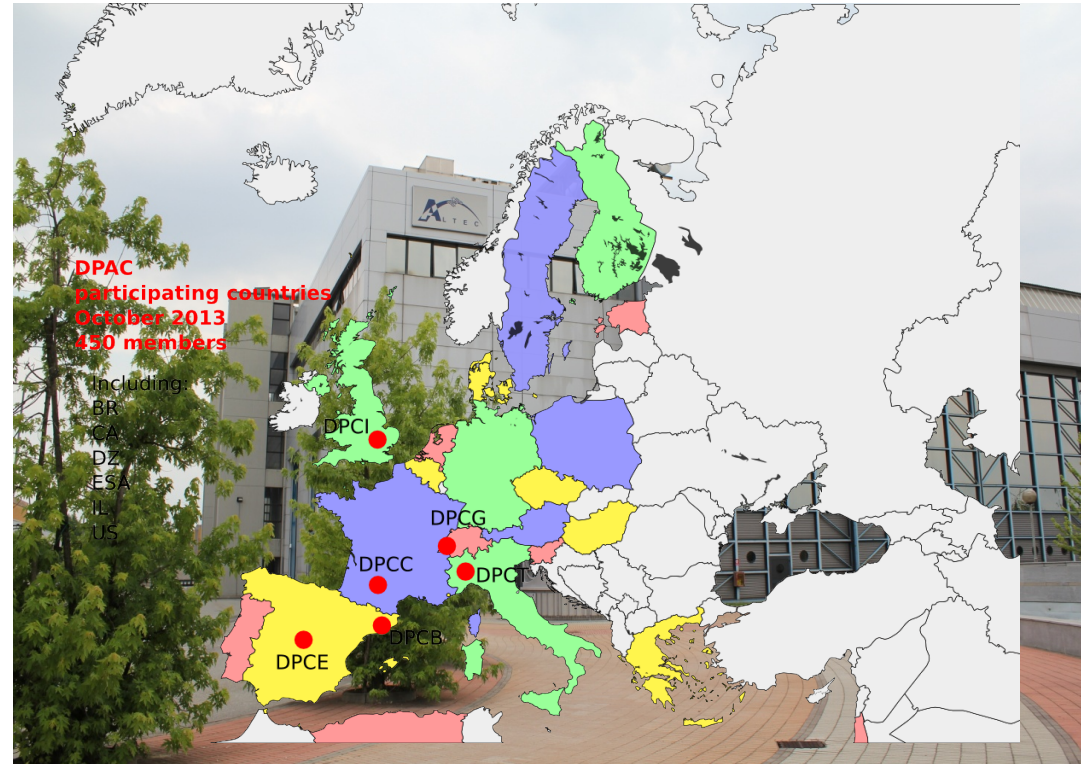 ALTEC
DPAC
participating countries
October 2013
450 members
Including:
BR
CA
DZ
ESA
IL
US
DPCI
DPCG
DPCC
DPCT
DPCB
DPCE